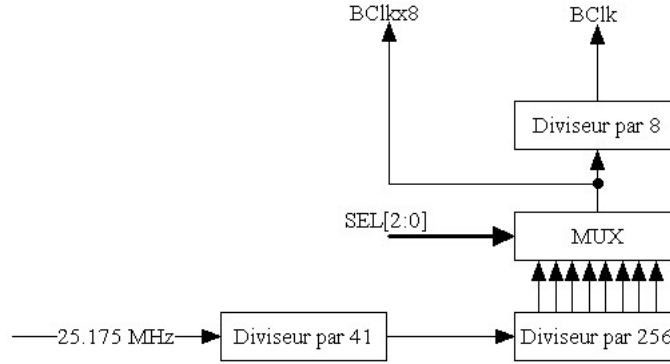 BClkx8
BClk
Diviseur par 8
SEL[2:0]
MUX
25.175 MHz
Diviseur par 41
Diviseur par 256